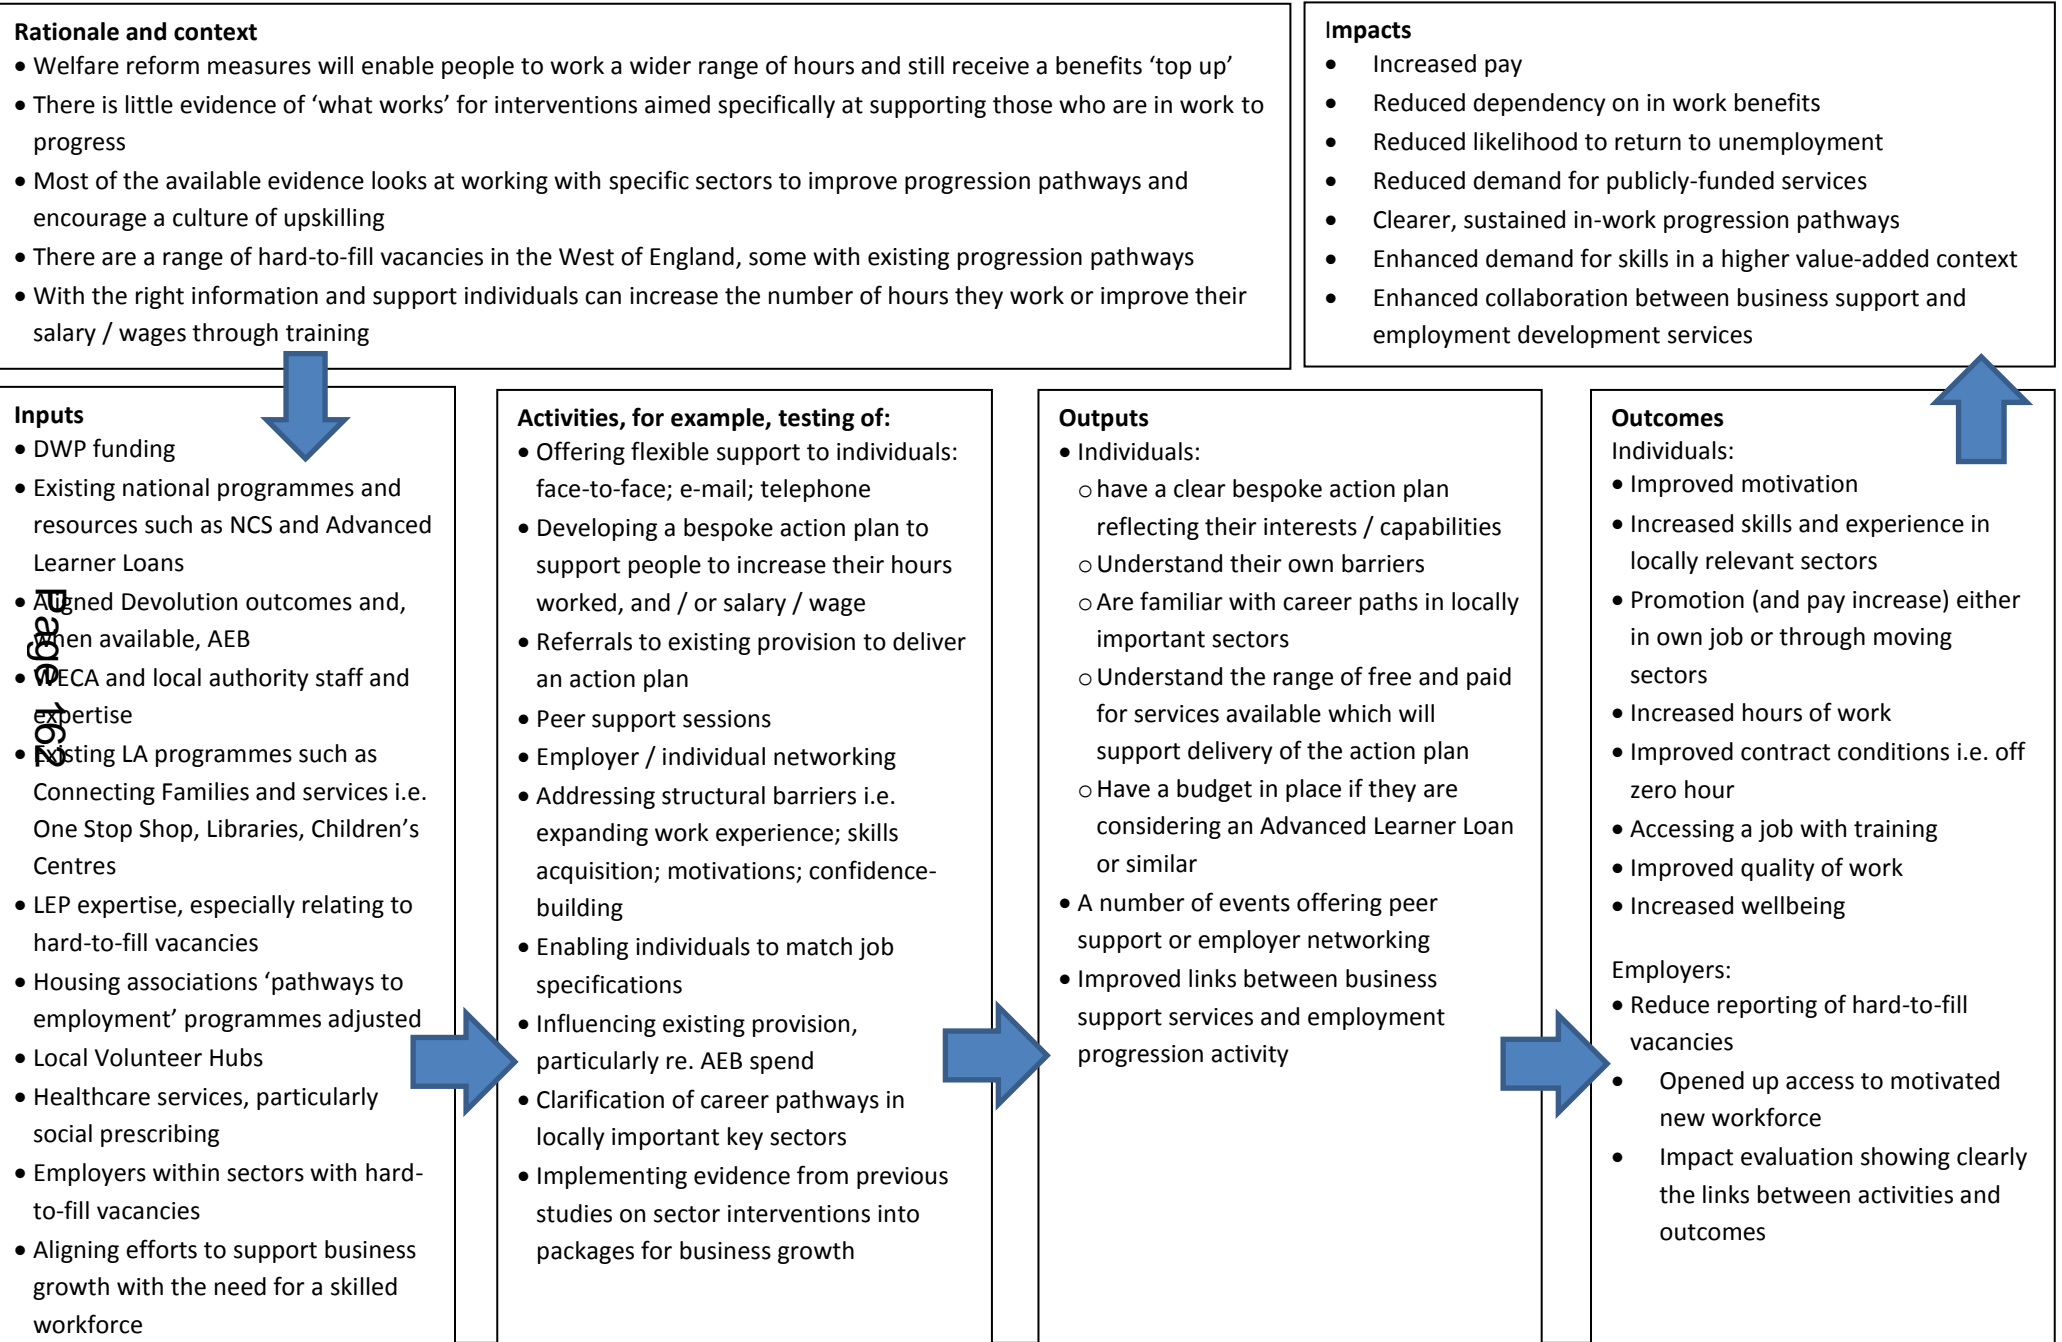 Rationale and context
• Welfare reform measures will enable people to work a wider range of hours and still receive a benefits ‘top up’
• There is little evidence of ‘what works’ for interventions aimed specifically at supporting those who are in work to
progress
• Most of the available evidence looks at working with specific sectors to improve progression pathways and
encourage a culture of upskilling
• There are a range of hard-to-fill vacancies in the West of England, some with existing progression pathways
• With the right information and support individuals can increase the number of hours they work or improve their
salary / wages through training
Impacts
• Increased pay
• Reduced dependency on in work benefits
• Reduced likelihood to return to unemployment
• Reduced demand for publicly-funded services
• Clearer, sustained in-work progression pathways
• Enhanced demand for skills in a higher value-added context
• Enhanced collaboration between business support and
employment development services
Inputs
• DWP funding
• Existing national programmes and
resources such as NCS and Advanced
Learner Loans
• Aligned Devolution outcomes and,
when available, AEB
• WECA and local authority staff and
expertise
• Existing LA programmes such as
Connecting Families and services i.e.
One Stop Shop, Libraries, Children’s
Centres
• LEP expertise, especially relating to
hard-to-fill vacancies
• Housing associations ‘pathways to
employment’ programmes adjusted
• Local Volunteer Hubs
• Healthcare services, particularly
social prescribing
• Employers within sectors with hard-
to-fill vacancies
• Aligning efforts to support business
growth with the need for a skilled
workforce
Page 162
Activities, for example, testing of:
• Offering flexible support to individuals:
face-to-face; e-mail; telephone
• Developing a bespoke action plan to
support people to increase their hours
worked, and / or salary / wage
• Referrals to existing provision to deliver
an action plan
• Peer support sessions
• Employer / individual networking
• Addressing structural barriers i.e.
expanding work experience; skills
acquisition; motivations; confidence-
building
• Enabling individuals to match job
specifications
• Influencing existing provision,
particularly re. AEB spend
• Clarification of career pathways in
locally important key sectors
• Implementing evidence from previous
studies on sector interventions into
packages for business growth
Outputs
• Individuals:
o have a clear bespoke action plan
reflecting their interests / capabilities
o Understand their own barriers
o Are familiar with career paths in locally
important sectors
o Understand the range of free and paid
for services available which will
support delivery of the action plan
o Have a budget in place if they are
considering an Advanced Learner Loan
or similar
• A number of events offering peer
support or employer networking
• Improved links between business
support services and employment
progression activity
Outcomes
Individuals:
• Improved motivation
• Increased skills and experience in
locally relevant sectors
• Promotion (and pay increase) either
in own job or through moving
sectors
• Increased hours of work
• Improved contract conditions i.e. off
zero hour
• Accessing a job with training
• Improved quality of work
• Increased wellbeing
Employers:
• Reduce reporting of hard-to-fill
vacancies
• Opened up access to motivated
new workforce
• Impact evaluation showing clearly
the links between activities and
outcomes